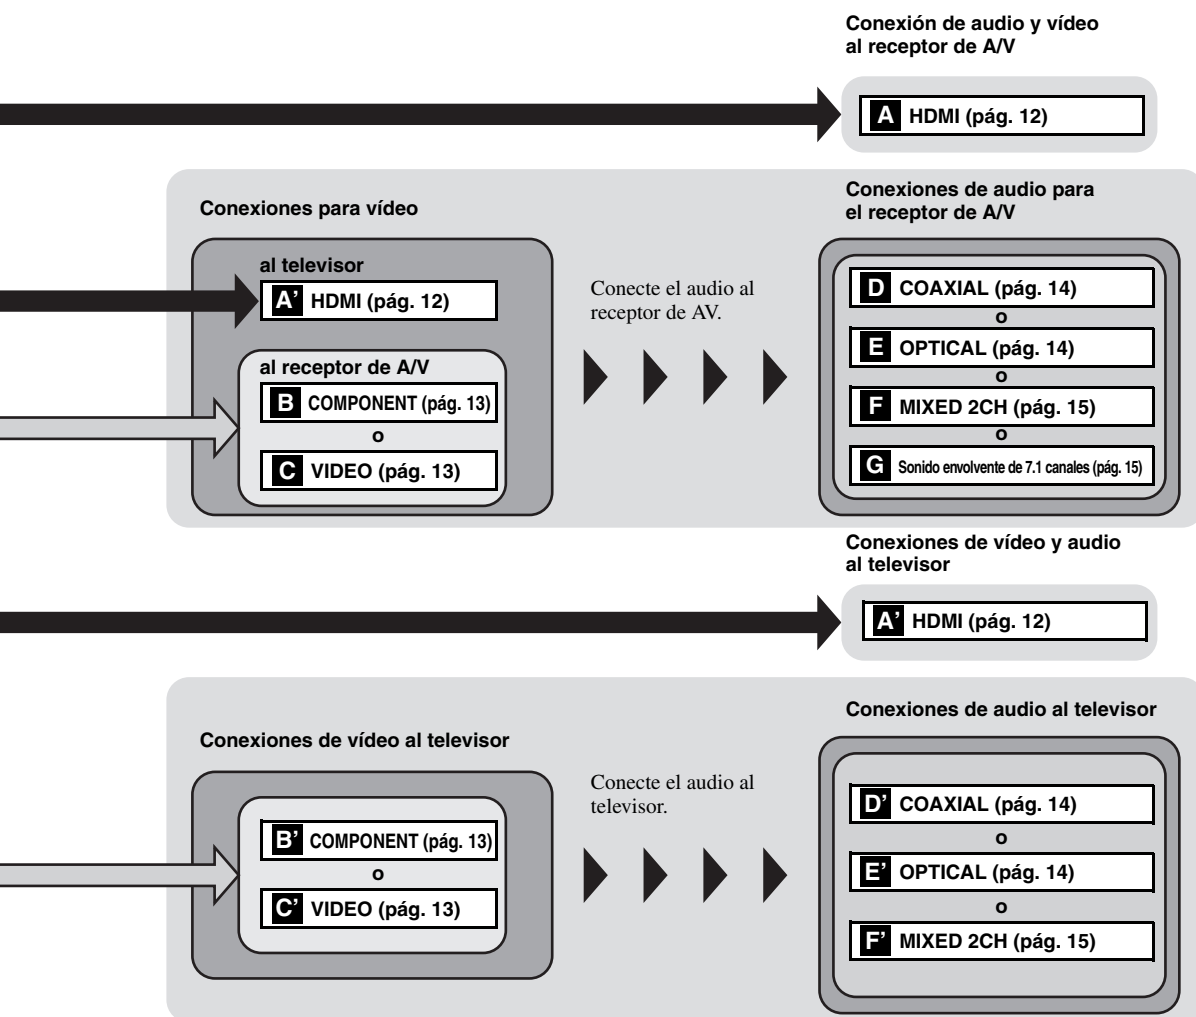 Conexión de audio y vídeo
al receptor de A/V
A HDMI (pág. 12)
Conexiones para vídeo
al televisor
A' HDMI (pág. 12)
al receptor de A/V
B COMPONENT (pág. 13)
o
C VIDEO (pág. 13)
Conecte el audio al
receptor de AV.
Conexiones de audio para
el receptor de A/V
D COAXIAL (pág. 14)
o
E OPTICAL (pág. 14)
o
F MIXED 2CH (pág. 15)
o
G Sonido envolvente de 7.1 canales (pág. 15)
Conexiones de vídeo y audio
al televisor
A' HDMI (pág. 12)
Conexiones de vídeo al televisor
B' COMPONENT (pág. 13)
o
C' VIDEO (pág. 13)
Conecte el audio al
televisor.
Conexiones de audio al televisor
D' COAXIAL (pág. 14)
o
E' OPTICAL (pág. 14)
o
F' MIXED 2CH (pág. 15)